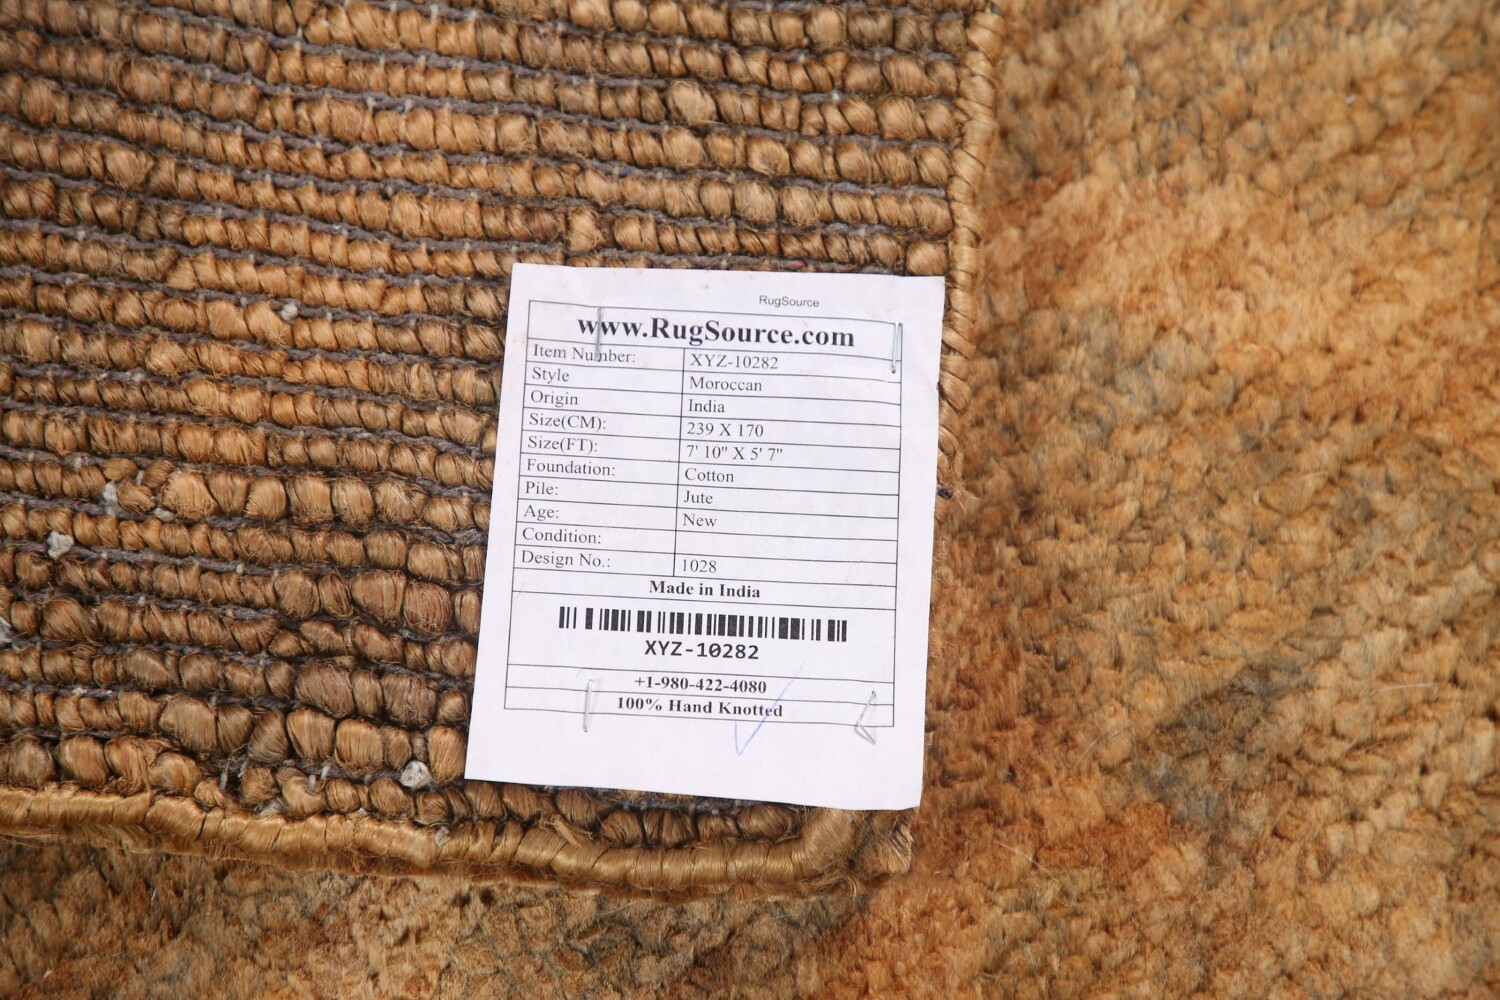 RugSource
www.RugSource.com
Item Number: XYZ-10282
Style Moroccan
Origin India
Size(CM): 239 X 170
Size(FT): 7' 10" X 5' 7"
Foundation: Cotton
Pile: Jute
Age: New
Condition:
Design No.: 1028
Made in India
XYZ-10282
+1-980-422-4080
100% Hand Knotted